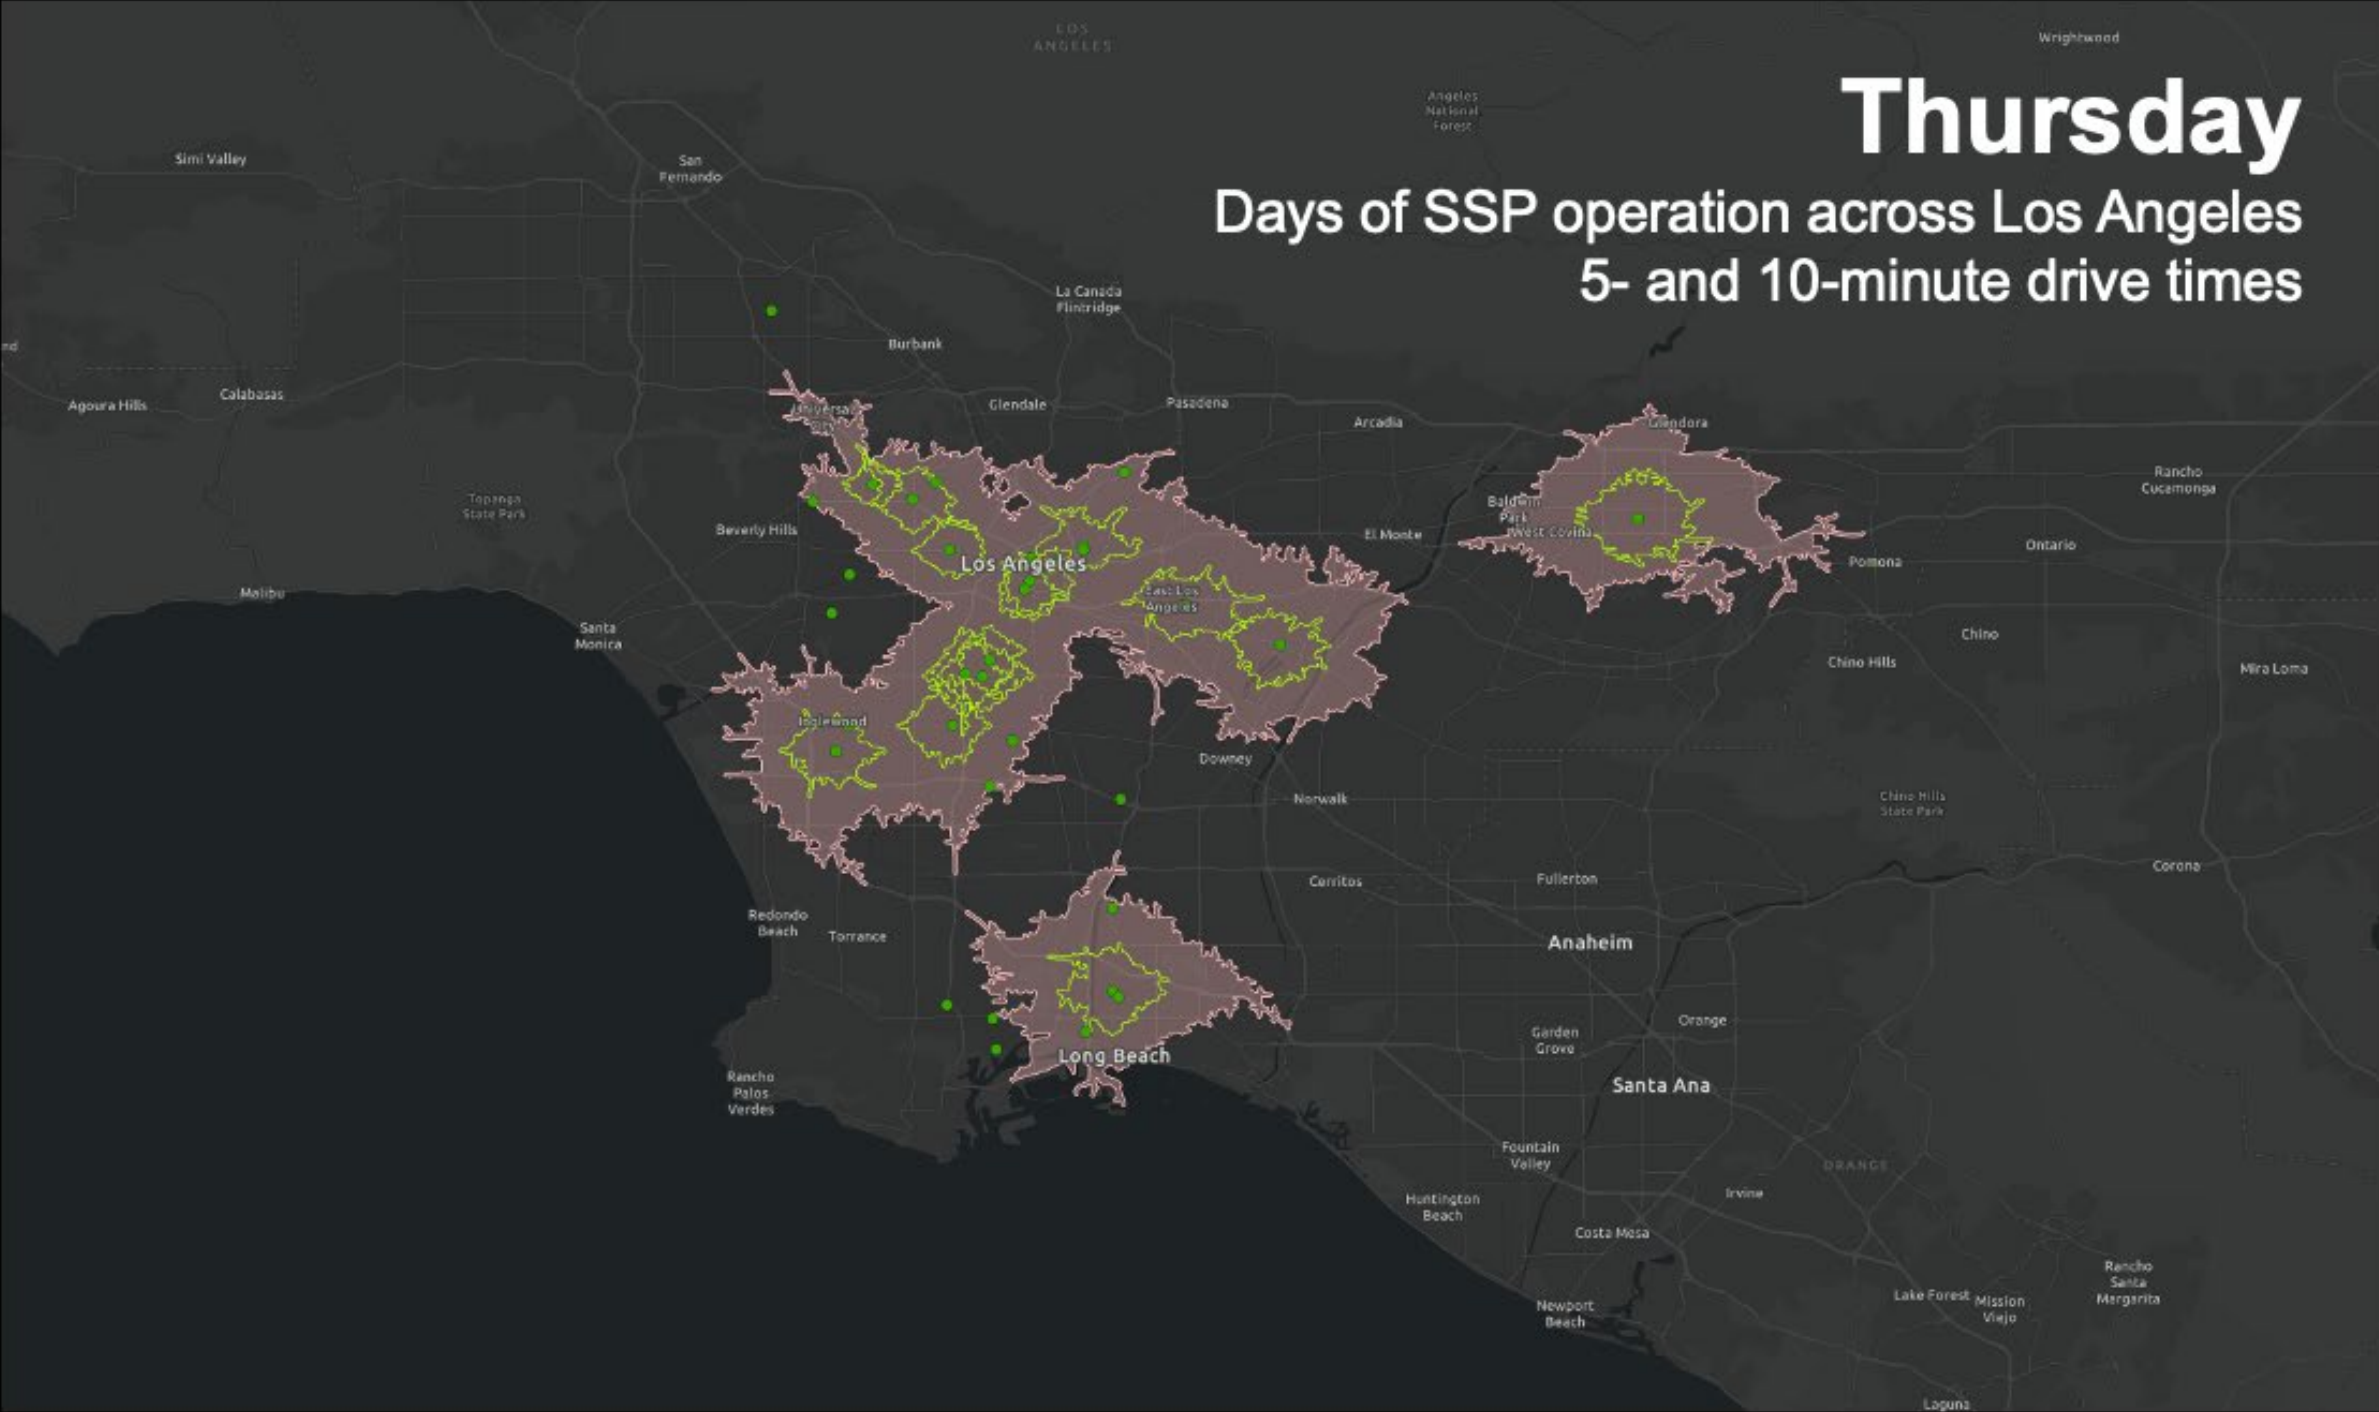 LOS
ANGELES
Wrightwood
Thursday
Days of SSP operation across Los Angeles
5- and 10-minute drive times
Angeles
National
Forest
Simi Valley
San
Fernando
La Canada
Flintridge
nd
Burbank
Agoura Hills
Calabasas
Universal
City
Glendale
Pasadena
Arcadia
Glendora
Rancho
Cucamonga
Topanga
State Park
Beverly Hills
Baldwin
Park
West Covina
El Monte
Los Angeles
Pomona
Ontario
Malibu
East Los
Angeles
Santa
Monica
Chino
Chino Hills
Mira Loma
Inglewood
Downey
Norwalk
Chino Hills
State Park
Corona
Cerritos
Fullerton
Redondo
Beach
Torrance
Anaheim
Orange
Garden
Grove
Long Beach
Rancho
Palos
Verdes
Santa Ana
Fountain
Valley
ORANGE
Huntington
Beach
Irvine
Costa Mesa
Rancho
Santa
Margarita
Lake Forest
Mission
Viejo
Newport
Beach
Laguna